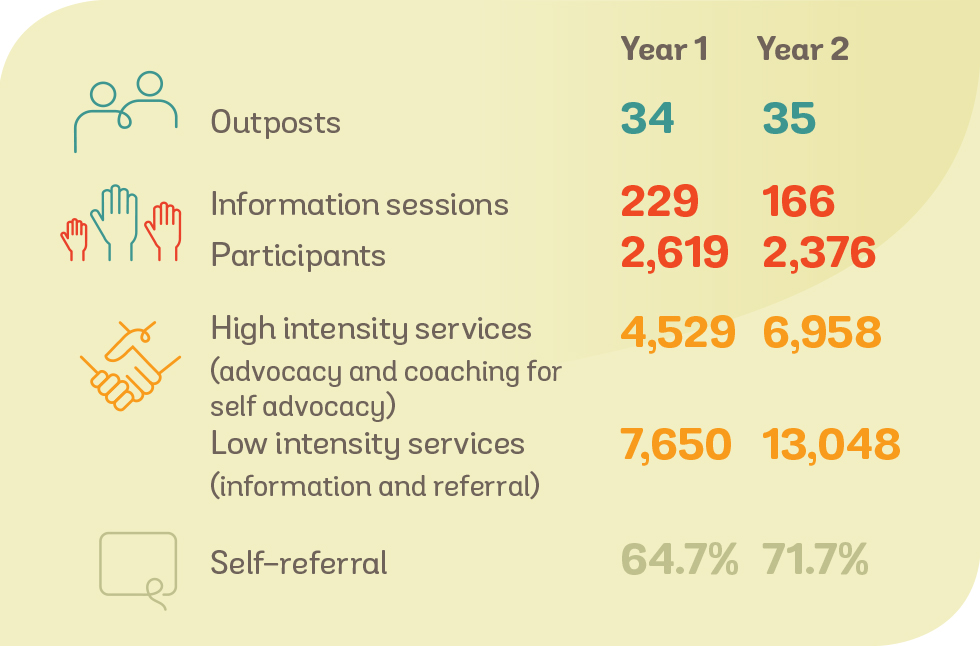 Year 1 Year 2
Outposts 34 35
Information sessions 229 166
Participants 2,619 2,376
High intensity services 4,529 6,958
(advocacy and coaching for
self advocacy)
Low intensity services 7,650 13,048
(information and referral)
Self–referral 64.7% 71.7%